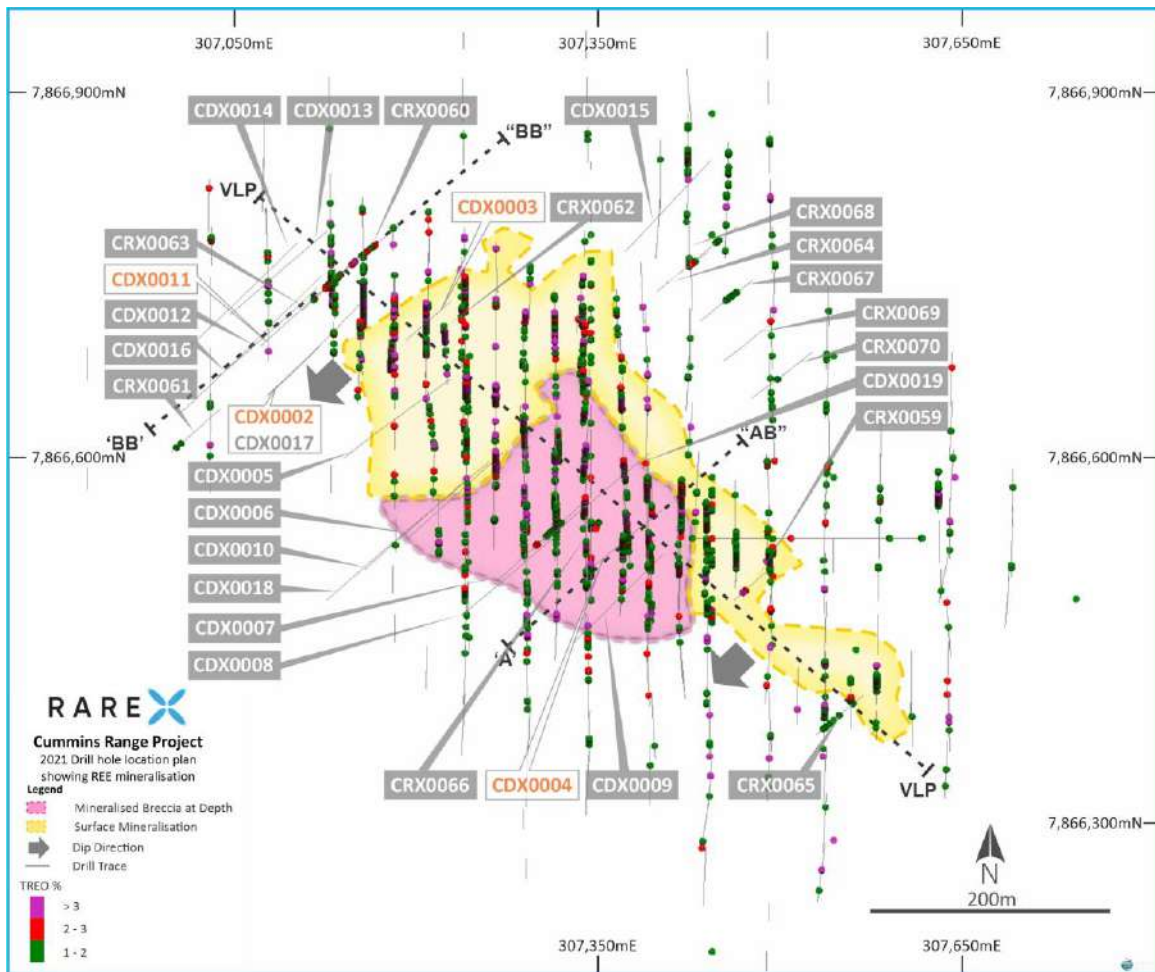 307,050mE
307,350mE
307,650mE
7,866,900mN
7,866,900mN
CDX0014
CDX0013
CRX0060
"BB"
CDX0015
VLP
CDX0003
CRX0062
CRX0068
CRX0063
CRX0064
CDX0011
CRX0067
CDX0012
CRX0069
CDX0016
CRX0070
CRX0061
CDX0019
CDX0002
CDX0017
CRX0059
'BB'
"AB"
7,866,600mN
7,866,600mN
CDX0005
CDX0006
CDX0010
CDX0018
CDX0007
CDX0008
'A'
RAREX
Cummins Range Project
2021 Drill hole location plan
showing REE mineralisation
Legend
Mineralised Breccia at Depth
Surface Mineralisation
Dip Direction
Drill Trace
TREO %
> 3
2 - 3
1 - 2
CRX0066
CDX0004
CDX0009
CRX0065
VLP
7,866,300mN
N
200m
307,350mE
307,650mE